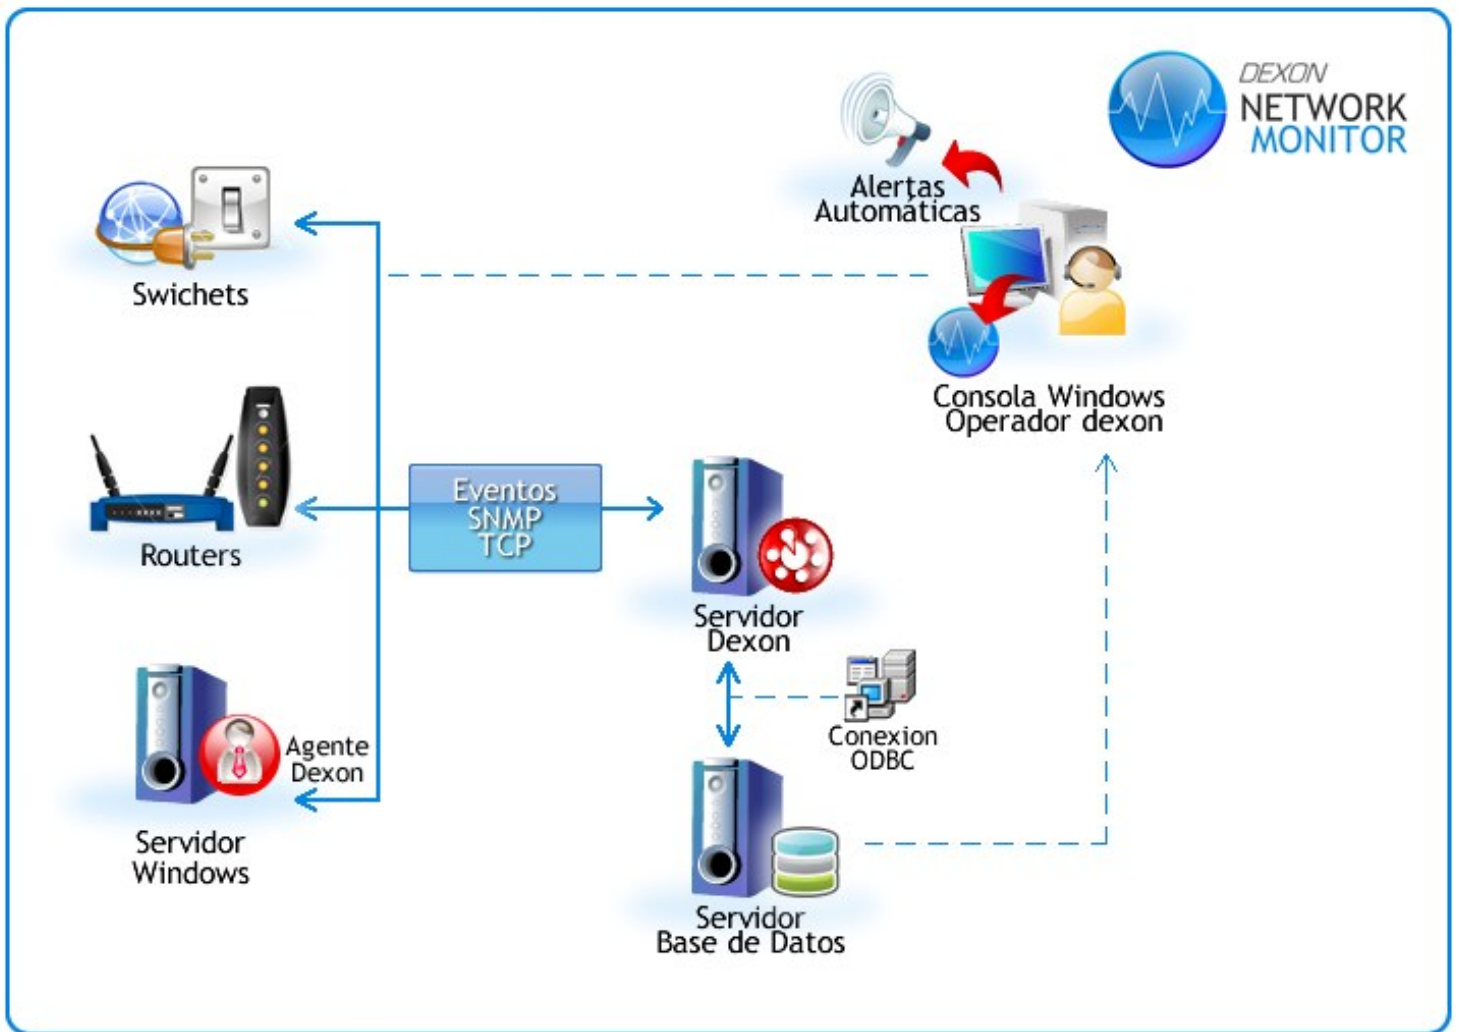 DEXON
NETWORK
MONITOR
Alertas
Automáticas
Swichets
Consola Windows
Operador dexon
Eventos
SNMP
TCP
Routers
Servidor
Dexon
Agente
Dexon
Conexion
ODBC
Servidor
Windows
Servidor
Base de Datos